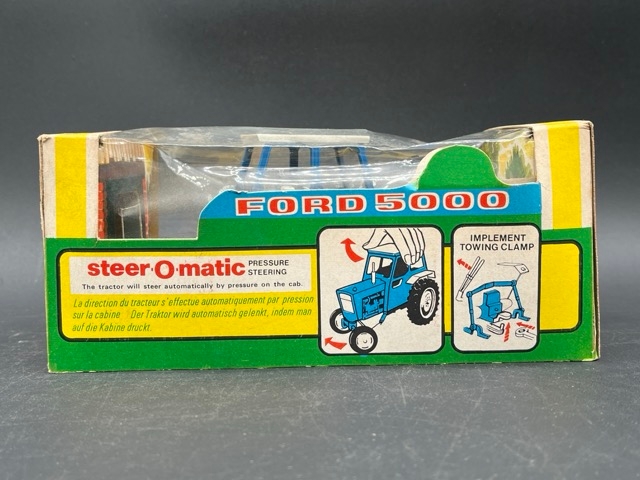 FORD 5000
steer·O·matic PRESSURE STEERING
The tractor will steer automatically by pressure on the cab.
La direction du tracteur s'effectue automatiquement par pression
sur la cabine Der Traktor wird automatisch gelenkt, indem man
auf die Kabine druckt.
IMPLEMENT
TOWING CLAMP